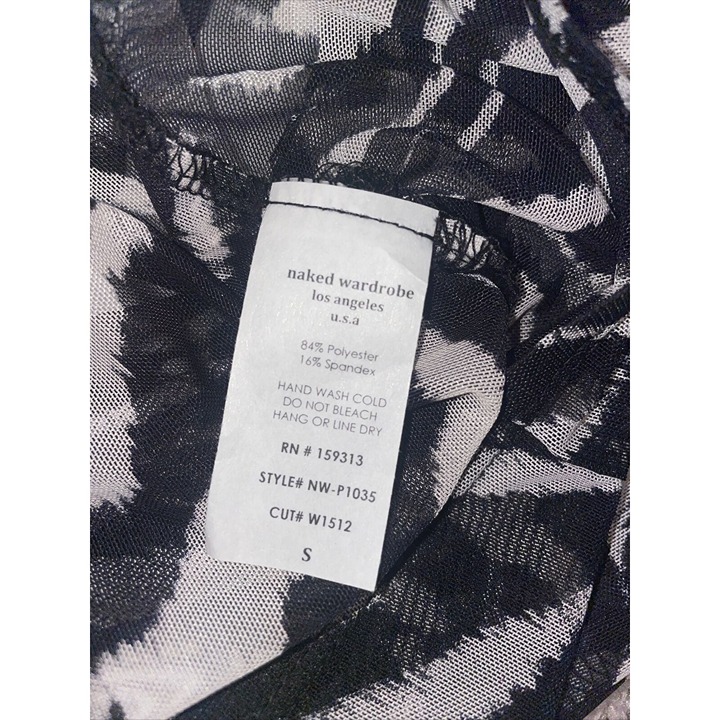 naked wardrobe
los angeles
u.s.a
84% Polyester
16% Spandex
HAND WASH COLD
DO NOT BLEACH
HANG OR LINE DRY
RN # 159313
STYLE# NW-P1035
CUT# W1512
S